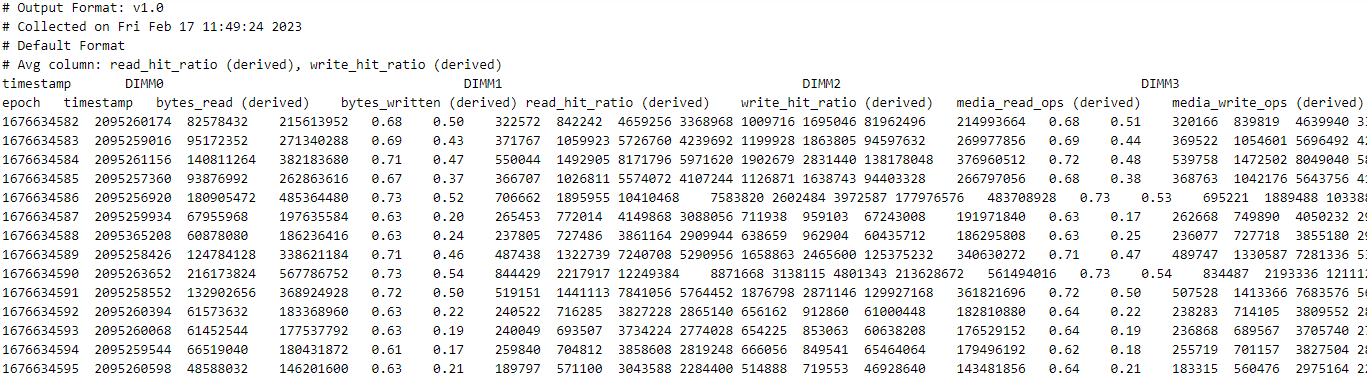 # Output Format: v1.0
# Collected on Fri Feb 17 11:49:24 2023
# Default Format
# Avg column: read_hit_ratio (derived), write_hit_ratio (derived)
timestamp DIMM0 DIMM1 DIMM2 DIMM3
epoch timestamp bytes_read (derived) bytes_written (derived) read_hit_ratio (derived) write_hit_ratio (derived) media_read_ops (derived) media_write_ops (derived)
1676634582 2095260174 82578432 215613952 0.68 0.50 322572 842242 4659256 3368968 1009716 1695046 81962496 214993664 0.68 0.51 320166 839819 4639940
1676634583 2095259016 95172352 271340288 0.69 0.43 371767 1059923 5726760 4239692 1199928 1863805 94597632 269977856 0.69 0.44 369522 1054601 5696492
1676634584 2095261156 140811264 382183680 0.71 0.47 550044 1492905 8171796 5971620 1902679 2831440 138178048 376960512 0.72 0.48 539758 1472502 8049040
1676634585 2095257360 93876992 262863616 0.67 0.37 366707 1026811 5574072 4107244 1126871 1638743 94403328 266797056 0.68 0.38 368763 1042176 5643756
1676634586 2095256920 180905472 485364480 0.73 0.52 706662 1895955 10410468 7583820 2602484 3972587 177976576 483708928 0.73 0.53 695221 1889488
1676634587 2095259934 67955968 197635584 0.63 0.20 265453 772014 4149868 3088056 711938 959103 67243008 191971840 0.63 0.17 262668 749890 4050232
1676634588 2095365208 60878080 186236416 0.63 0.24 237805 727486 3861164 2909944 638659 962904 60435712 186295808 0.63 0.25 236077 727718 3855180
1676634589 2095258426 124784128 338621184 0.71 0.46 487438 1322739 7240708 5290956 1658863 2465600 125375232 340630272 0.71 0.47 489747 1330587 7281336
1676634590 2095263652 216173824 567786752 0.73 0.54 844429 2217917 12249384 8871668 3138115 4801343 213628672 561494016 0.73 0.54 834487 2193336
1676634591 2095258552 132902656 368924928 0.72 0.50 519151 1441113 7841056 5764452 1876798 2871146 129927168 361821696 0.72 0.50 507528 1413366 7683576
1676634592 2095260394 61573632 183368960 0.63 0.22 240522 716285 3827228 2865140 656162 912860 61000448 182810880 0.64 0.22 238283 714105 3809552
1676634593 2095260068 61452544 177537792 0.63 0.19 240049 693507 3734224 2774028 654225 853063 60638208 176529152 0.64 0.19 236868 689567 3705740
1676634594 2095259544 66519040 180431872 0.61 0.17 259840 704812 3858608 2819248 666056 849541 65464064 179496192 0.62 0.18 255719 701157 3827504
1676634595 2095260598 48588032 146201600 0.63 0.21 189797 571100 3043588 2284400 514888 719553 46928640 143481856 0.64 0.21 183315 560476 2975164